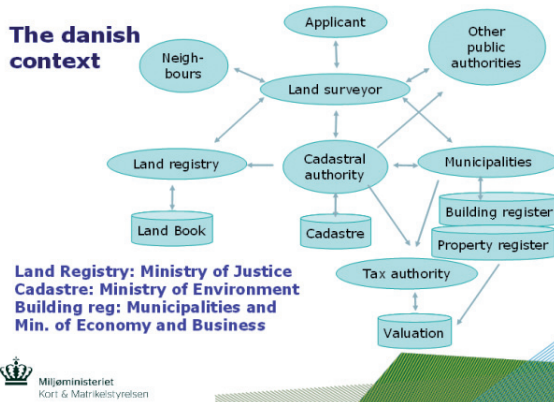 The danish
context
Applicant
Neigh-
bours
Other
public
authorities
Land surveyor
Land registry
Cadastral
authority
Municipalities
Land Book
Cadastre
Building register
Property register
Tax authority
Valuation
Land Registry: Ministry of Justice
Cadastre: Ministry of Environment
Building reg: Municipalities and
Min. of Economy and Business
Miljøministeriet
Kort & Matrikelstyrelsen